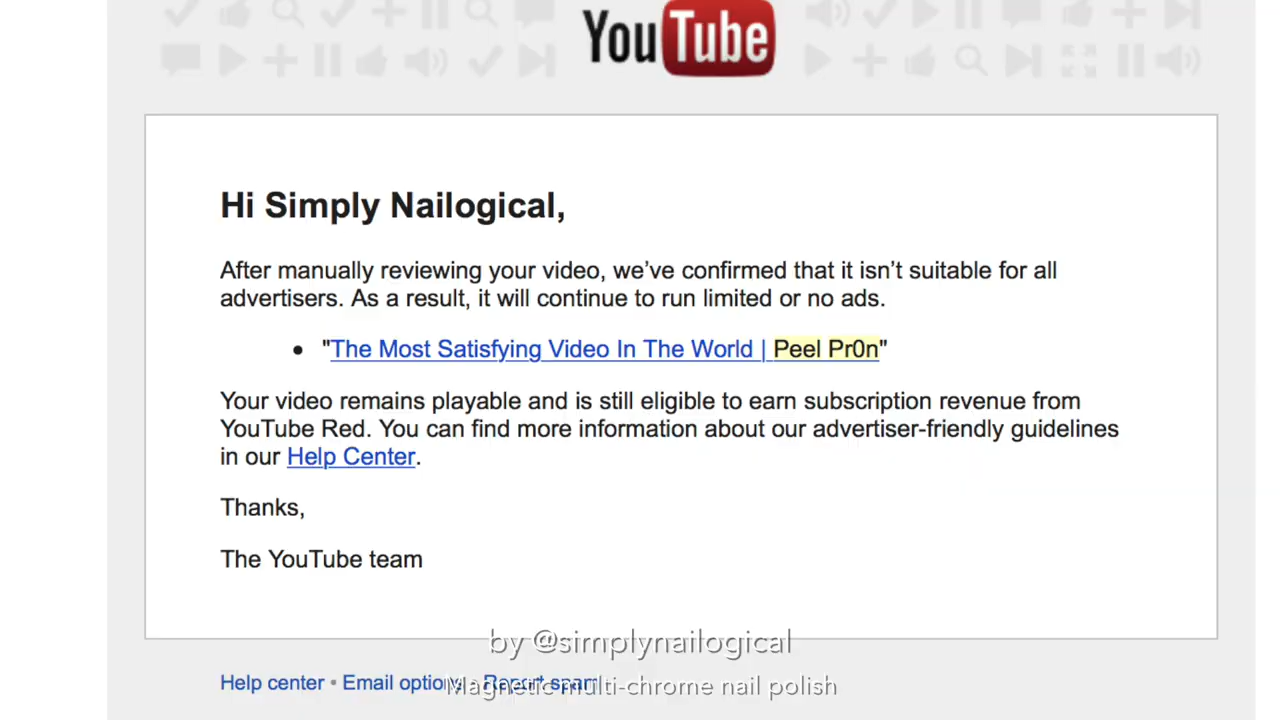 YouTube
Hi Simply Nailogical,
After manually reviewing your video, we've confirmed that it isn't suitable for all
advertisers. As a result, it will continue to run limited or no ads.
• "The Most Satisfying Video In The World | Peel Pr0n"
Your video remains playable and is still eligible to earn subscription revenue from
YouTube Red. You can find more information about our advertiser-friendly guidelines
in our Help Center.
Thanks,
The YouTube team
by @simplynailogical
Help center • Email options • Report spam
Magnetic multi-chrome nail polish